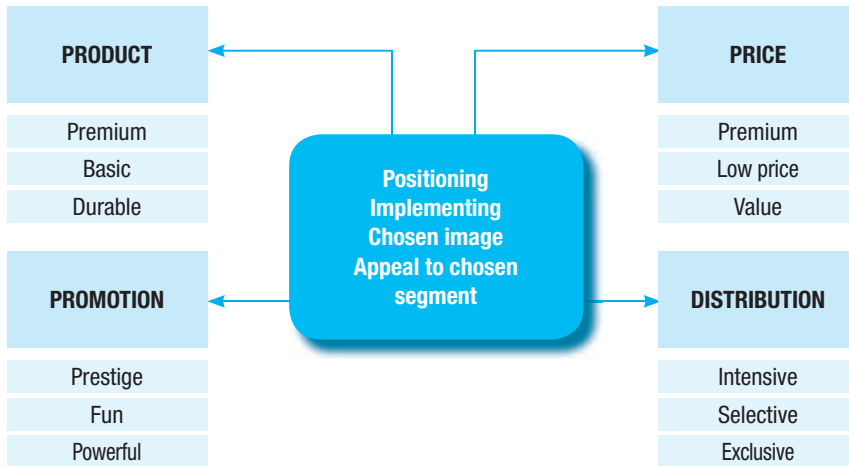 PRODUCT
Premium
Basic
Durable
PRICE
Premium
Low price
Value
Positioning
Implementing
Chosen image
Appeal to chosen
segment
PROMOTION
Prestige
Fun
Powerful
DISTRIBUTION
Intensive
Selective
Exclusive